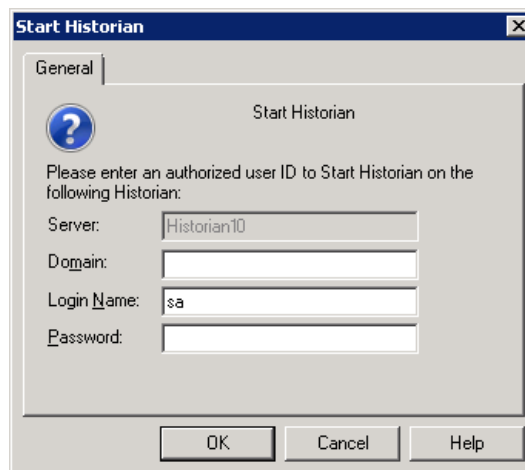 Start Historian
General
Start Historian
Please enter an authorized user ID to Start Historian on the
following Historian:
Server: Historian10
Domain:
Login Name: sa
Password:
OK Cancel Help